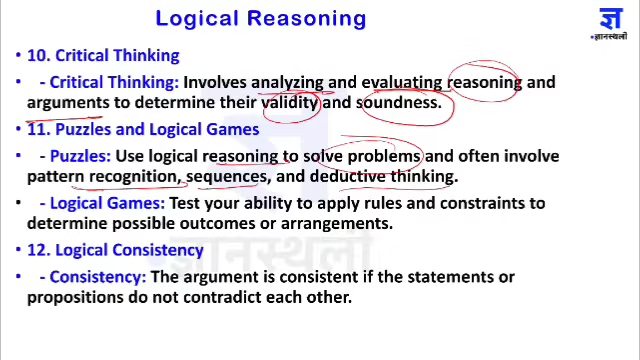 Logical Reasoning
ज्ञ
ज्ञानस्थली
• 10. Critical Thinking
• - Critical Thinking: Involves analyzing and evaluating reasoning and
arguments to determine their validity and soundness.
• 11. Puzzles and Logical Games
• - Puzzles: Use logical reasoning to solve problems and often involve
pattern recognition, sequences, and deductive thinking.
• - Logical Games: Test your ability to apply rules and constraints to
determine possible outcomes or arrangements.
• 12. Logical Consistency
• - Consistency: The argument is consistent if the statements or
propositions do not contradict each other.
ज्ञ
ज्ञानस्थली